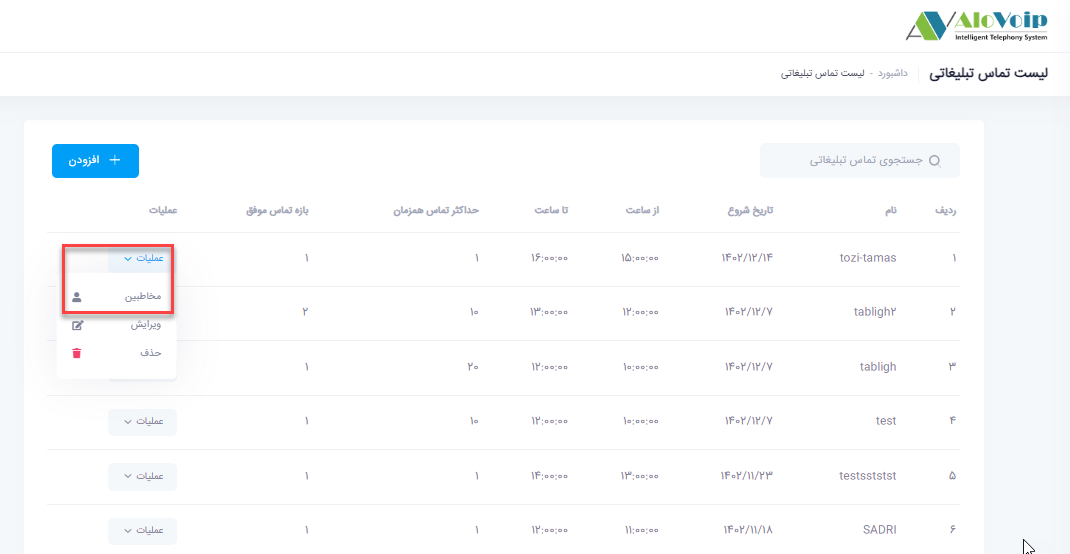 AloVoip
Intelligent Telephony System
لیست تماس تبلیغاتی داشبورد - لیست تماس تبلیغاتی
جستجوی تماس تبلیغاتی + افزودن
ردیف نام تاریخ شروع از ساعت تا ساعت حداکثر تماس همزمان بازه تماس موفق عملیات
۱ tozi-tamas ۱۴۰۲/۱۲/۱۴ ۱۵:۰۰:۰۰ ۱۶:۰۰:۰۰ ۱ ۱ عملیات
مخاطبین
۲ tabligh۲ ۱۴۰۲/۱۲/۷ ۱۲:۰۰:۰۰ ۱۳:۰۰:۰۰ ۱۰ ۲
ویرایش
حذف
۳ tabligh ۱۴۰۲/۱۲/۷ ۱۰:۰۰:۰۰ ۱۲:۰۰:۰۰ ۲۰ ۱
۴ test ۱۴۰۲/۱۲/۷ ۱۰:۰۰:۰۰ ۱۲:۰۰:۰۰ ۱۰ ۱ عملیات
۵ testsststst ۱۴۰۲/۱۱/۲۳ ۱۳:۰۰:۰۰ ۱۴:۰۰:۰۰ ۱ ۱ عملیات
۶ SADRI ۱۴۰۲/۱۱/۱۸ ۱۱:۰۰:۰۰ ۱۲:۰۰:۰۰ ۱ ۱ عملیات